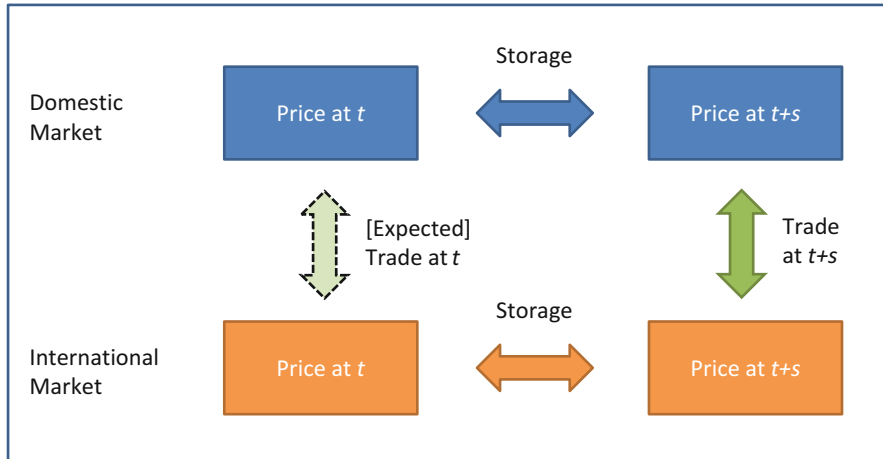 Storage
Domestic
Market
Price at t
Price at t+s
[Expected]
Trade at t
Trade
at t+s
Storage
International
Market
Price at t
Price at t+s